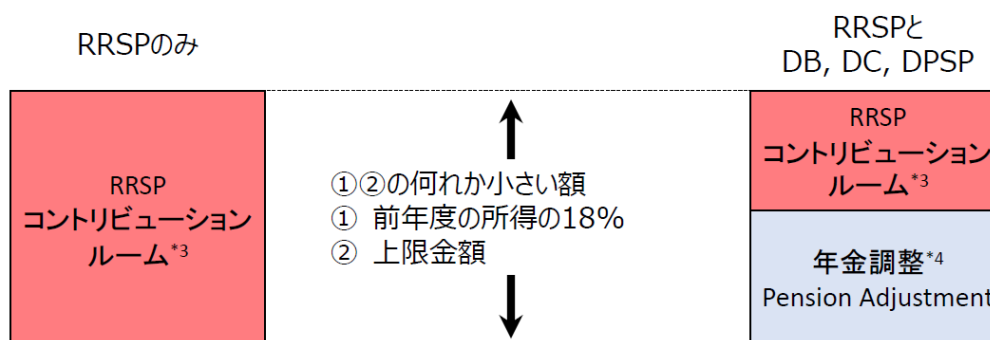 RRSPのみ
RRSPと
DB, DC, DPSP
RRSP
コントリビューション
ルーム*3
①②の何れか小さい額
① 前年度の所得の18%
② 上限金額
RRSP
コントリビューション
ルーム*3
年金調整*4
Pension Adjustment